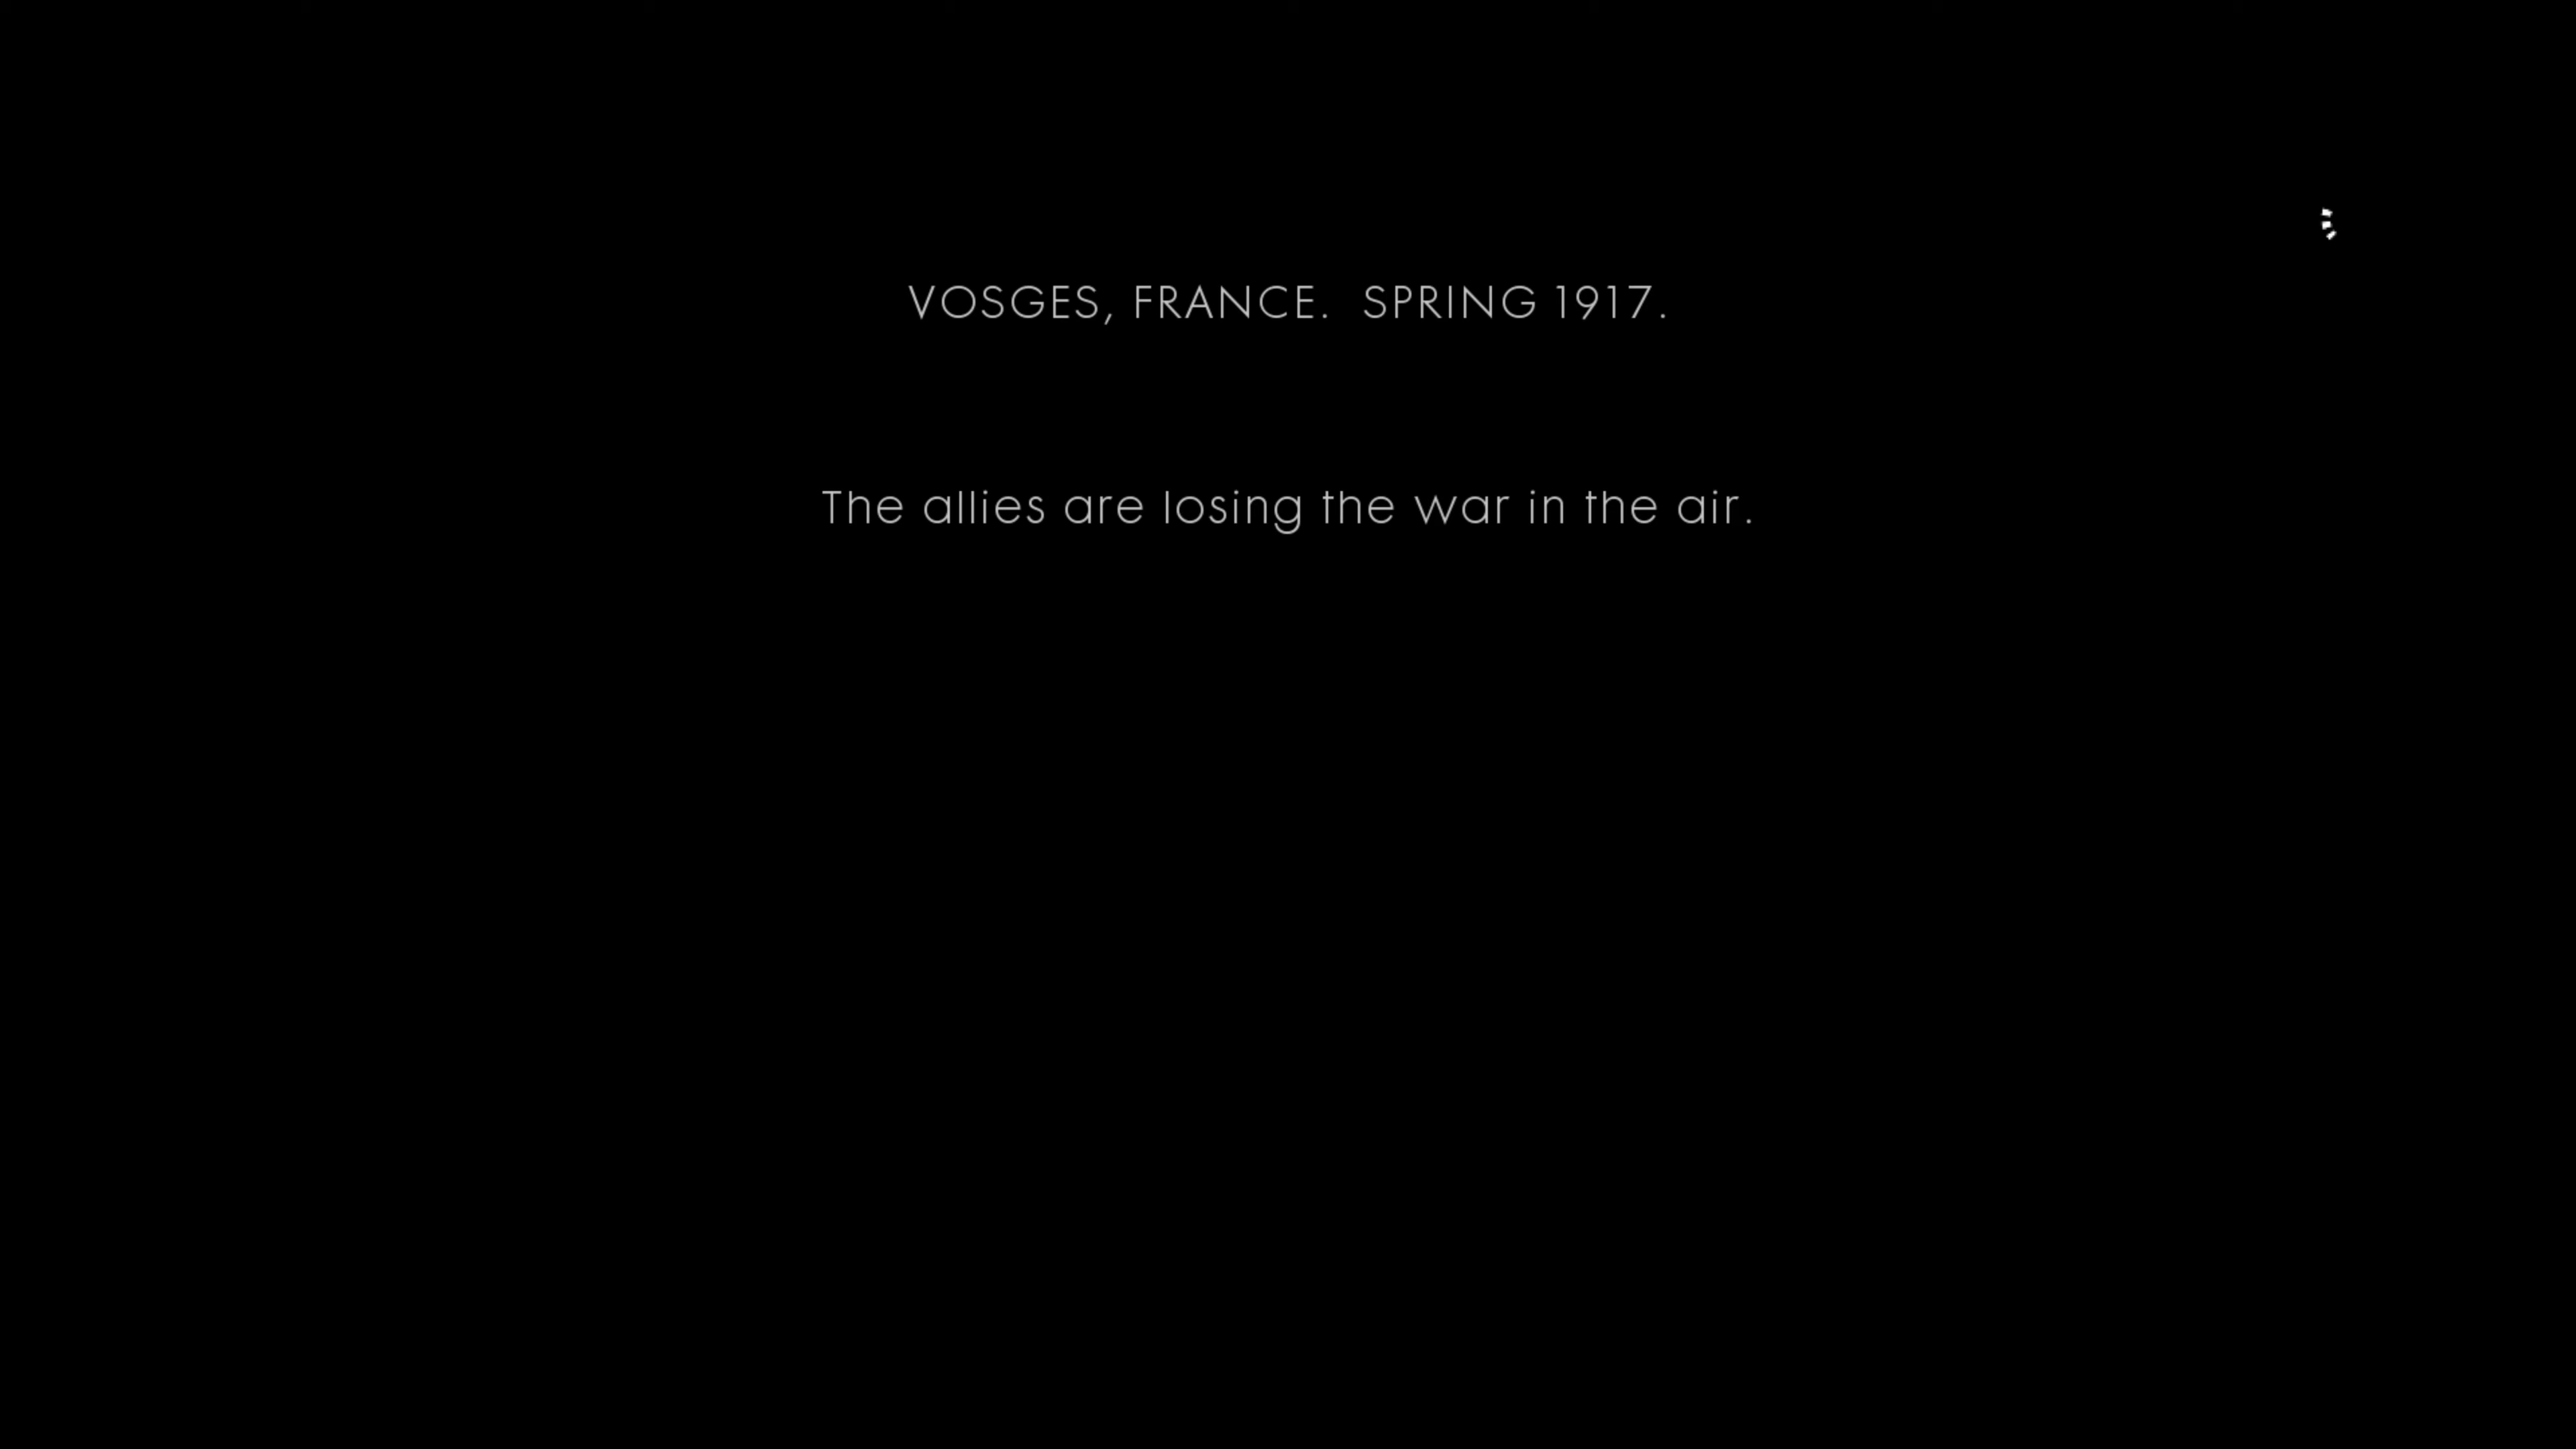 VOSGES, FRANCE.  SPRING 1917.
The allies are losing the war in the air.